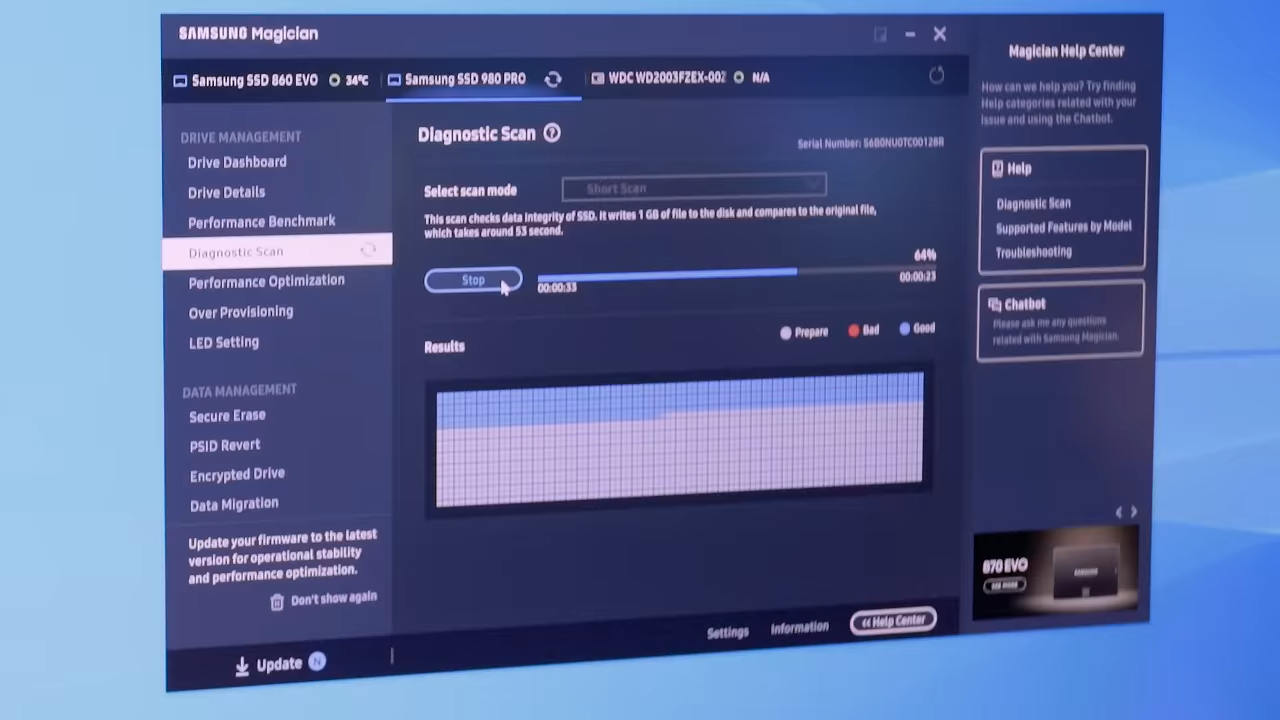 SAMSUNG Magician
Samsung SSD 860 EVO 34°C
Samsung SSD 980 PRO
WDC WD2003FZEX-00Z N/A
DRIVE MANAGEMENT
Drive Dashboard
Drive Details
Performance Benchmark
Diagnostic Scan
Performance Optimization
Over Provisioning
LED Setting
DATA MANAGEMENT
Secure Erase
PSID Revert
Encrypted Drive
Data Migration
Update your firmware to the latest
version for operational stability
and performance optimization.
Don't show again
Update N
Diagnostic Scan ?
Select scan mode
Short Scan
This scan checks data integrity of SSD. It writes 1 GB of file to the disk and compares to the original file,
which takes around 53 second.
Stop
64%
00:00:33
00:00:23
Prepare Bad Good
Results
Settings Information Help Center
Magician Help Center
How can we help you? Try finding
Help categories related with your
issue and using the Chatbot.
Help
Diagnostic Scan
Supported Features by Model
Troubleshooting
Chatbot
Please ask me any questions
related with Samsung Magician.
870 EVO
SEE MORE
SAMSUNG